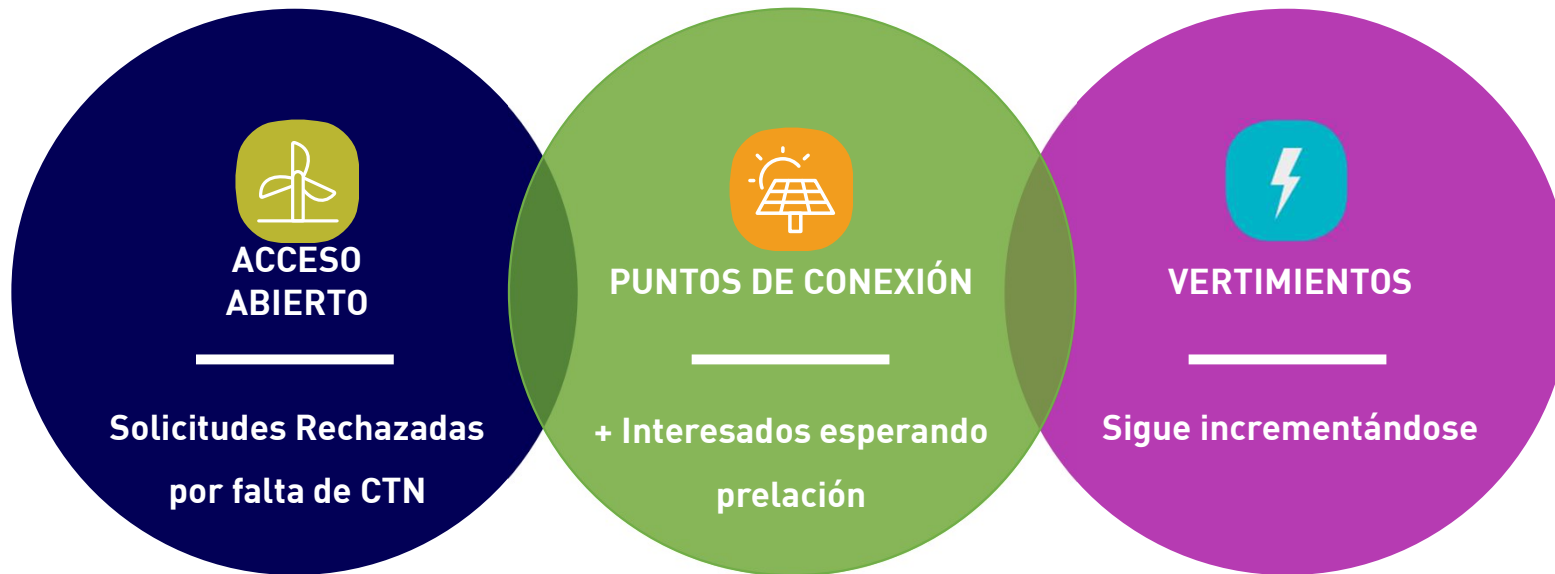 ACCESO
ABIERTO
Solicitudes Rechazadas
por falta de CTN
PUNTOS DE CONEXIÓN
+ Interesados esperando
prelación
VERTIMIENTOS
Sigue incrementándose